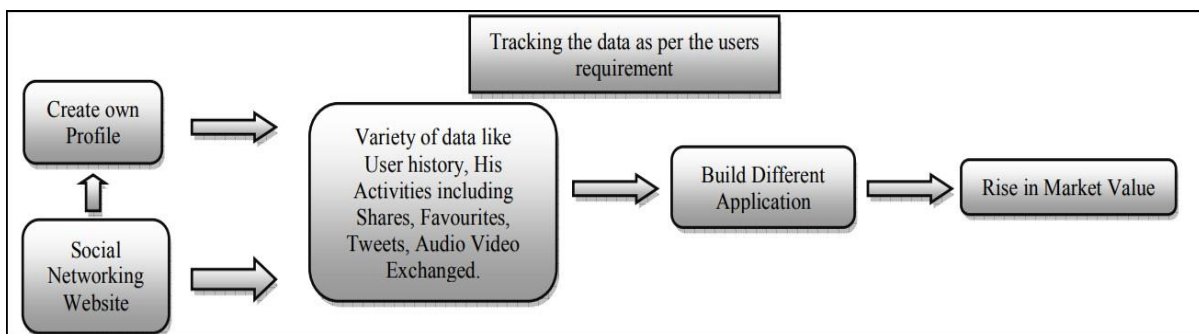 Tracking the data as per the users
requirement
Create own
Profile
Variety of data like
User history, His
Activities including
Shares, Favourites,
Tweets, Audio Video
Exchanged.
Build Different
Application
Rise in Market Value
Social
Networking
Website